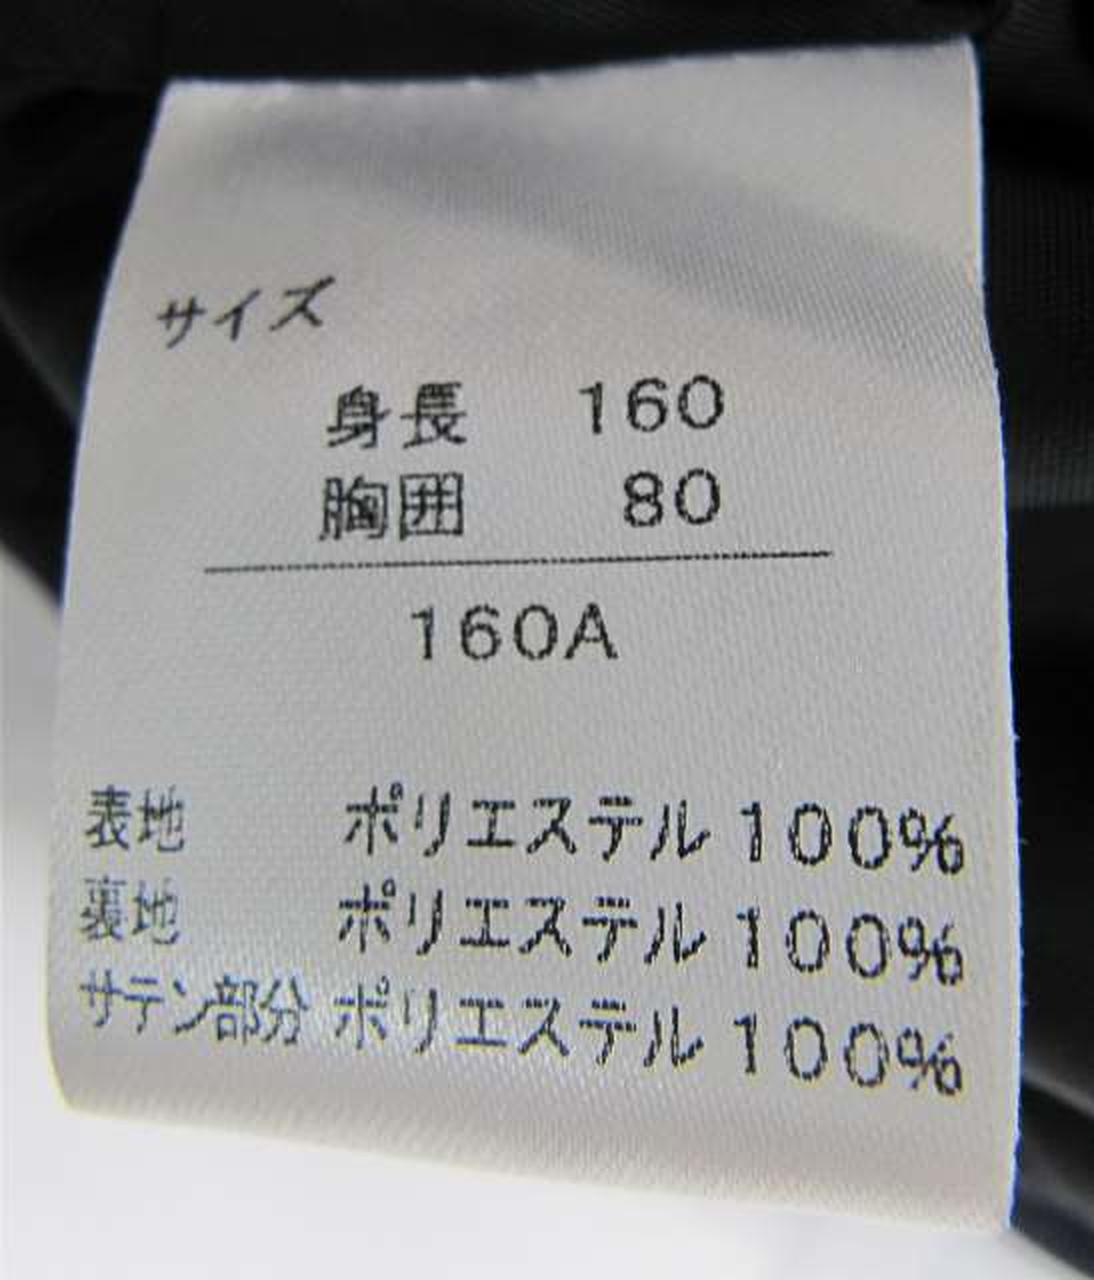 サイズ
身長 160
胸囲 80
160A
表地 ポリエステル 100%
裏地 ポリエステル 100%
サテン部分 ポリエステル 100%